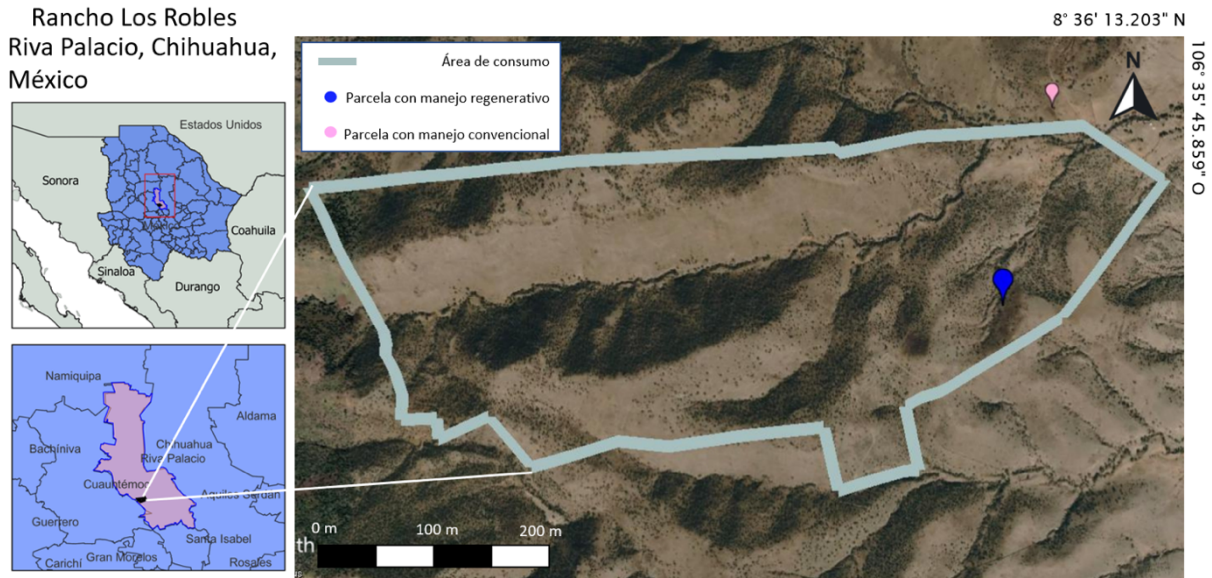 Rancho Los Robles
Riva Palacio, Chihuahua,
México
8° 36' 13.203" N
106° 35' 45.859" O
N
Área de consumo
Parcela con manejo regenerativo
Parcela con manejo convencional
Estados Unidos
Sonora
Coahuila
Sinaloa
Durango
Namiquipa
Aldama
Bachíniva
Chihuahua
Riva Palacio
Cuauhtémoc
Aquiles Serdán
Guerrero
Santa Isabel
Gran Morelos
Carichí
Rosales
0 m
100 m
200 m
th